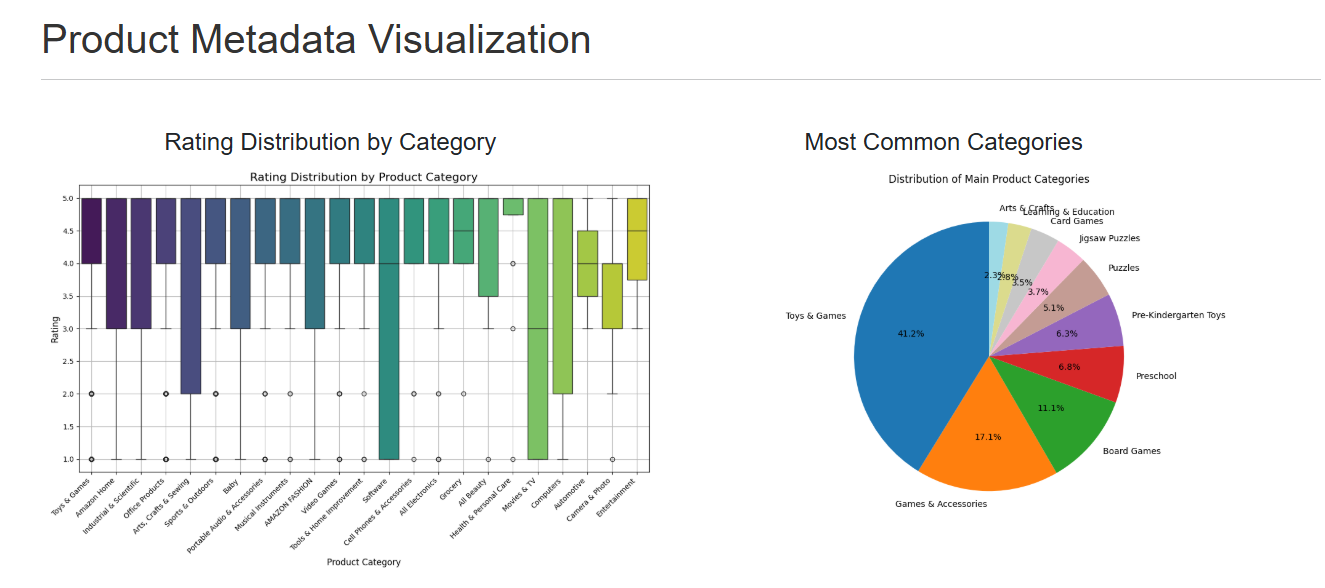 Product Metadata Visualization
Rating Distribution by Category
Rating Distribution by Product Category
Rating
5.0
4.5
4.0
3.5
3.0
2.5
2.0
1.5
1.0
Toys & Games
Amazon Home
Industrial & Scientific
Office Products
Arts, Crafts & Sewing
Sports & Outdoors
Baby
Portable Audio & Accessories
Musical Instruments
AMAZON FASHION
Video Games
Tools & Home Improvement
Software
Cell Phones & Accessories
All Electronics
Grocery
All Beauty
Health & Personal Care
Movies & TV
Computers
Automotive
Camera & Photo
Entertainment
Product Category
Most Common Categories
Distribution of Main Product Categories
Arts & Crafts
Learning & Education
Card Games
Jigsaw Puzzles
Puzzles
Pre-Kindergarten Toys
Preschool
Board Games
Games & Accessories
Toys & Games
2.3%
2.8%
3.5%
3.7%
5.1%
6.3%
6.8%
11.1%
17.1%
41.2%